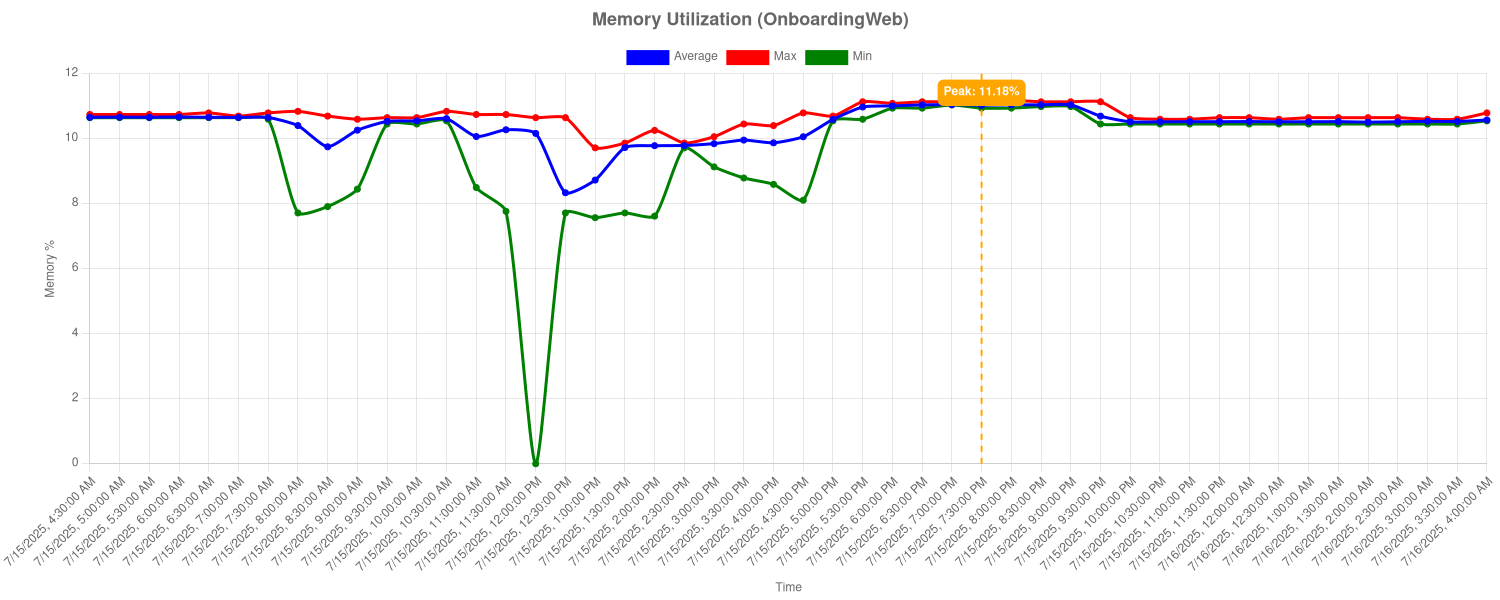 Memory Utilization (OnboardingWeb)
Average Max Min
12
10
8
6
4
2
0
Memory %
Peak: 11.18%
7/15/2025, 4:30:00 AM
7/15/2025, 5:00:00 AM
7/15/2025, 5:30:00 AM
7/15/2025, 6:00:00 AM
7/15/2025, 6:30:00 AM
7/15/2025, 7:00:00 AM
7/15/2025, 7:30:00 AM
7/15/2025, 8:00:00 AM
7/15/2025, 8:30:00 AM
7/15/2025, 9:00:00 AM
7/15/2025, 9:30:00 AM
7/15/2025, 10:00:00 AM
7/15/2025, 10:30:00 AM
7/15/2025, 11:00:00 AM
7/15/2025, 11:30:00 AM
7/15/2025, 12:00:00 PM
7/15/2025, 12:30:00 PM
7/15/2025, 1:00:00 PM
7/15/2025, 1:30:00 PM
7/15/2025, 2:00:00 PM
7/15/2025, 2:30:00 PM
7/15/2025, 3:00:00 PM
7/15/2025, 3:30:00 PM
7/15/2025, 4:00:00 PM
7/15/2025, 4:30:00 PM
7/15/2025, 5:00:00 PM
7/15/2025, 5:30:00 PM
7/15/2025, 6:00:00 PM
7/15/2025, 6:30:00 PM
7/15/2025, 7:00:00 PM
7/15/2025, 7:30:00 PM
7/15/2025, 8:00:00 PM
7/15/2025, 8:30:00 PM
7/15/2025, 9:00:00 PM
7/15/2025, 9:30:00 PM
7/15/2025, 10:00:00 PM
7/15/2025, 10:30:00 PM
7/15/2025, 11:00:00 PM
7/15/2025, 11:30:00 PM
7/16/2025, 12:00:00 AM
7/16/2025, 12:30:00 AM
7/16/2025, 1:00:00 AM
7/16/2025, 1:30:00 AM
7/16/2025, 2:00:00 AM
7/16/2025, 2:30:00 AM
7/16/2025, 3:00:00 AM
7/16/2025, 3:30:00 AM
7/16/2025, 4:00:00 AM
Time